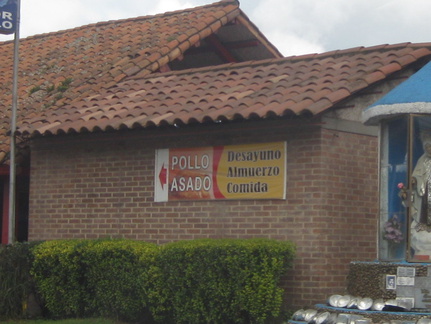 POLLO
ASADO
Desayuno
Almuerzo
Comida